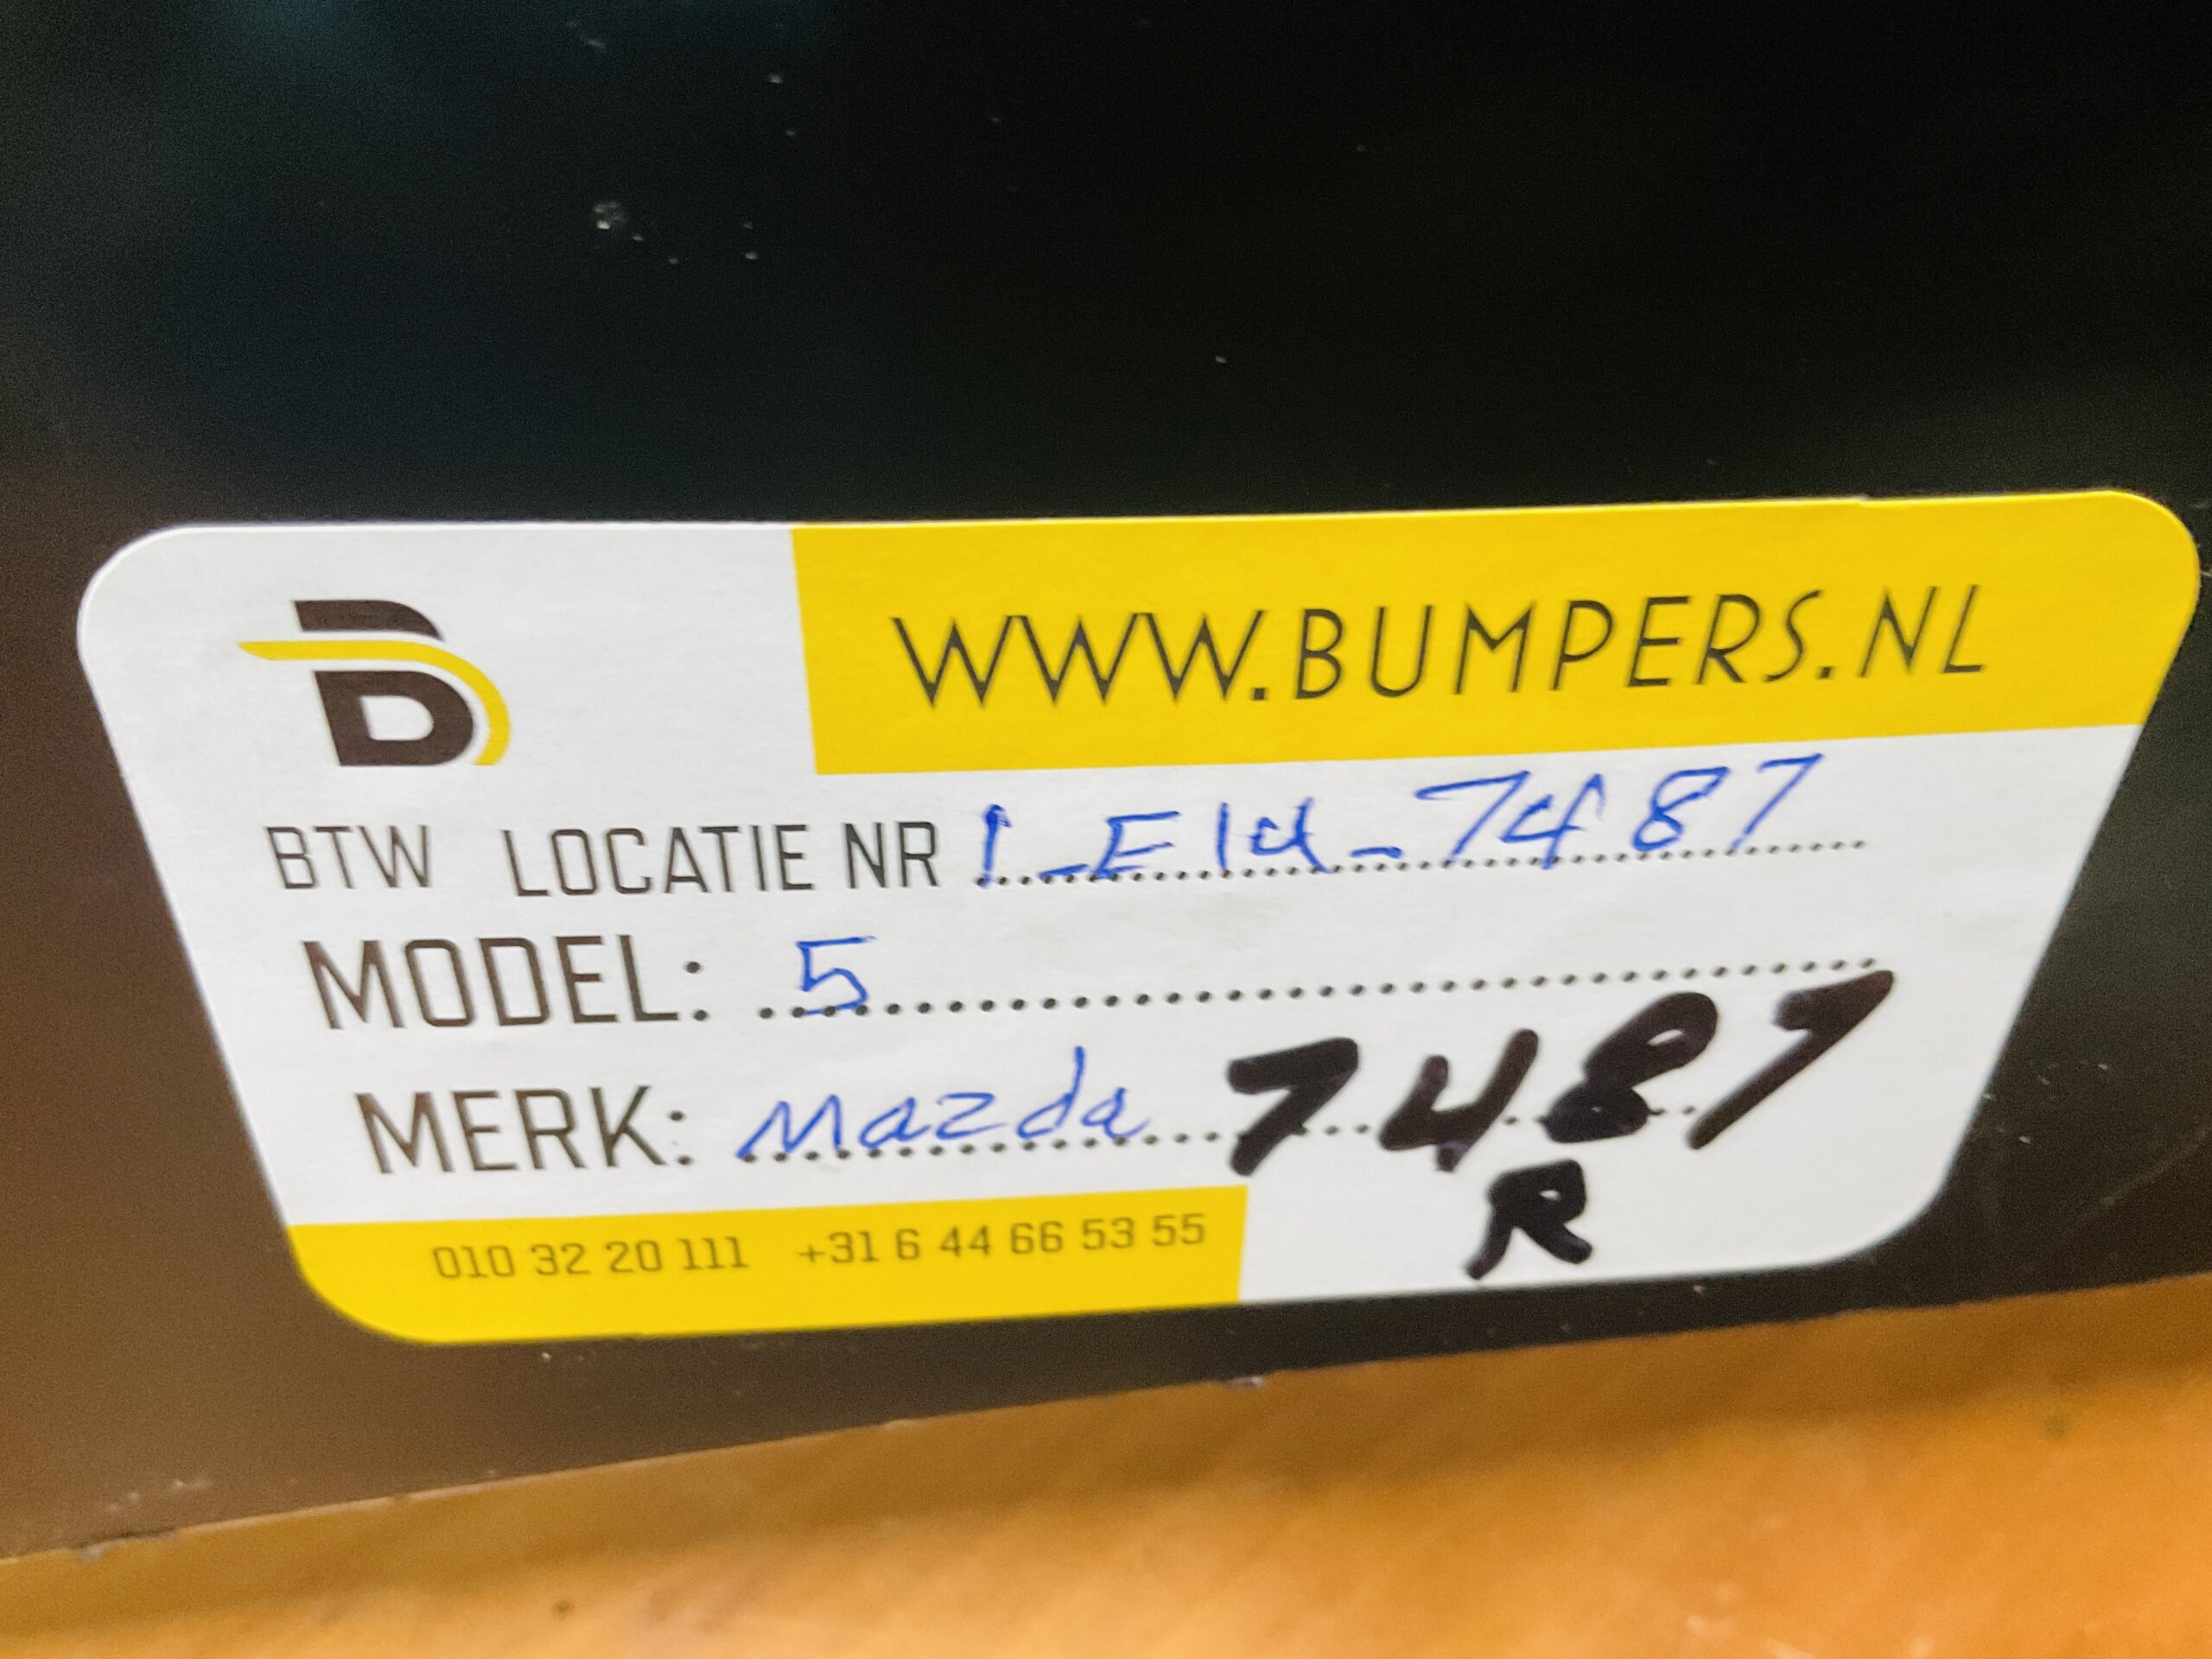 B
WWW.BUMPERS.NL
BTW LOCATIE NR 1-E14-7487
MODEL: 5
MERK: Mazda 7487
R
010 32 20 111 +31 6 44 66 53 55